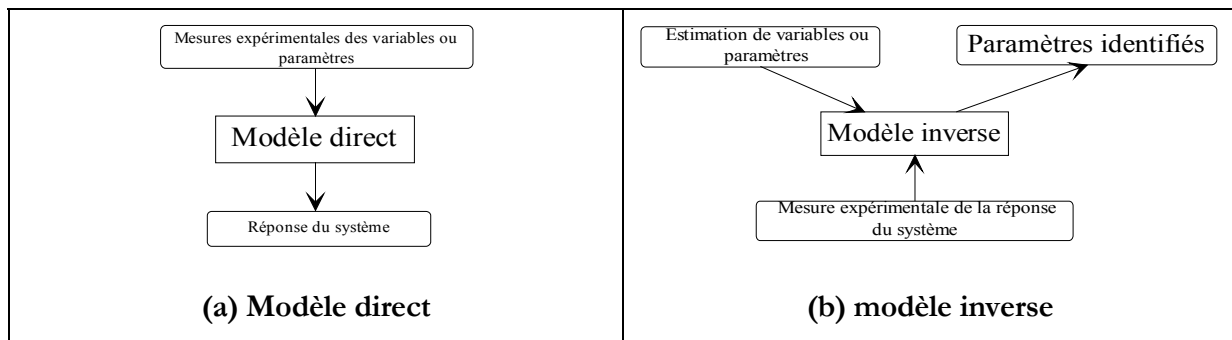 Mesures expérimentales des variables ou
paramètres
Modèle direct
Réponse du système
(a) Modèle direct
Estimation de variables ou
paramètres
Paramètres identifiés
Modèle inverse
Mesure expérimentale de la réponse
du système
(b) modèle inverse